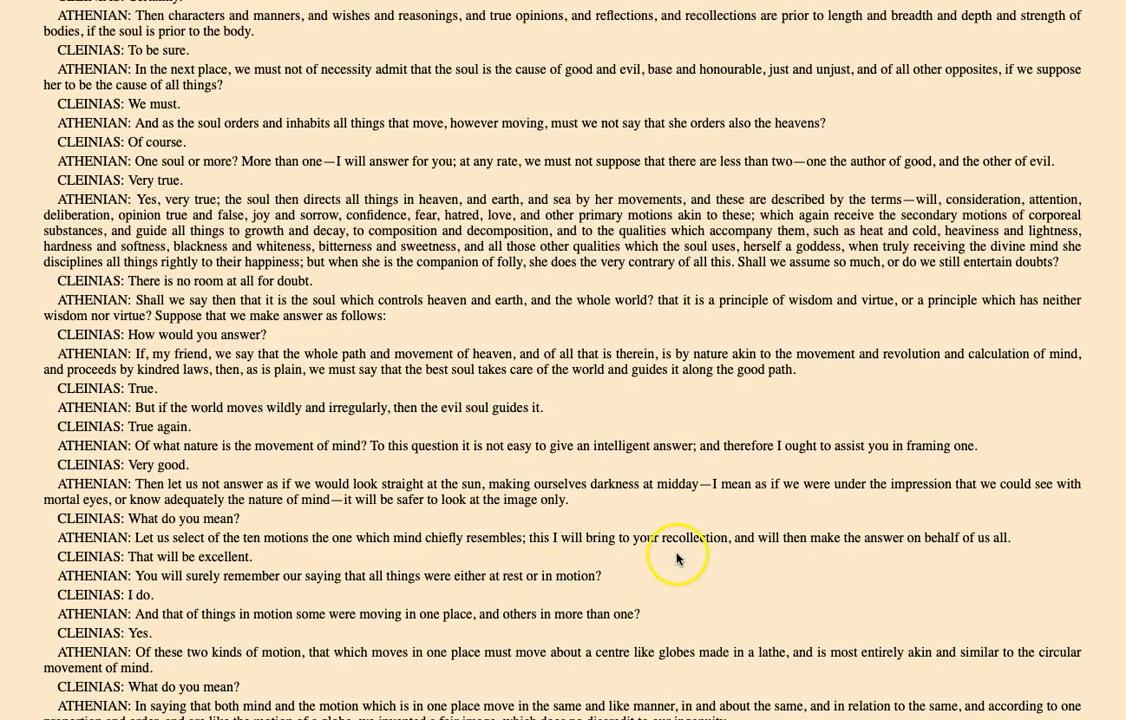 ATHENIAN: Then characters and manners, and wishes and reasonings, and true opinions, and reflections, and recollections are prior to length and breadth and depth and strength of
bodies, if the soul is prior to the body.
CLEINIAS: To be sure.
ATHENIAN: In the next place, we must not of necessity admit that the soul is the cause of good and evil, base and honourable, just and unjust, and of all other opposites, if we suppose
her to be the cause of all things?
CLEINIAS: We must.
ATHENIAN: And as the soul orders and inhabits all things that move, however moving, must we not say that she orders also the heavens?
CLEINIAS: Of course.
ATHENIAN: One soul or more? More than one—I will answer for you; at any rate, we must not suppose that there are less than two—one the author of good, and the other of evil.
CLEINIAS: Very true.
ATHENIAN: Yes, very true; the soul then directs all things in heaven, and earth, and sea by her movements, and these are described by the terms—will, consideration, attention,
deliberation, opinion true and false, joy and sorrow, confidence, fear, hatred, love, and other primary motions akin to these; which again receive the secondary motions of corporeal
substances, and guide all things to growth and decay, to composition and decomposition, and to the qualities which accompany them, such as heat and cold, heaviness and lightness,
hardness and softness, blackness and whiteness, bitterness and sweetness, and all those other qualities which the soul uses, herself a goddess, when truly receiving the divine mind she
disciplines all things rightly to their happiness; but when she is the companion of folly, she does the very contrary of all this. Shall we assume so much, or do we still entertain doubts?
CLEINIAS: There is no room at all for doubt.
ATHENIAN: Shall we say then that it is the soul which controls heaven and earth, and the whole world? that it is a principle of wisdom and virtue, or a principle which has neither
wisdom nor virtue? Suppose that we make answer as follows:
CLEINIAS: How would you answer?
ATHENIAN: If, my friend, we say that the whole path and movement of heaven, and of all that is therein, is by nature akin to the movement and revolution and calculation of mind,
and proceeds by kindred laws, then, as is plain, we must say that the best soul takes care of the world and guides it along the good path.
CLEINIAS: True.
ATHENIAN: But if the world moves wildly and irregularly, then the evil soul guides it.
CLEINIAS: True again.
ATHENIAN: Of what nature is the movement of mind? To this question it is not easy to give an intelligent answer; and therefore I ought to assist you in framing one.
CLEINIAS: Very good.
ATHENIAN: Then let us not answer as if we would look straight at the sun, making ourselves darkness at midday—I mean as if we were under the impression that we could see with
mortal eyes, or know adequately the nature of mind—it will be safer to look at the image only.
CLEINIAS: What do you mean?
ATHENIAN: Let us select of the ten motions the one which mind chiefly resembles; this I will bring to your recollection, and will then make the answer on behalf of us all.
CLEINIAS: That will be excellent.
ATHENIAN: You will surely remember our saying that all things were either at rest or in motion?
CLEINIAS: I do.
ATHENIAN: And that of things in motion some were moving in one place, and others in more than one?
CLEINIAS: Yes.
ATHENIAN: Of these two kinds of motion, that which moves in one place must move about a centre like globes made in a lathe, and is most entirely akin and similar to the circular
movement of mind.
CLEINIAS: What do you mean?
ATHENIAN: In saying that both mind and the motion which is in one place move in the same and like manner, in and about the same, and in relation to the same, and according to one